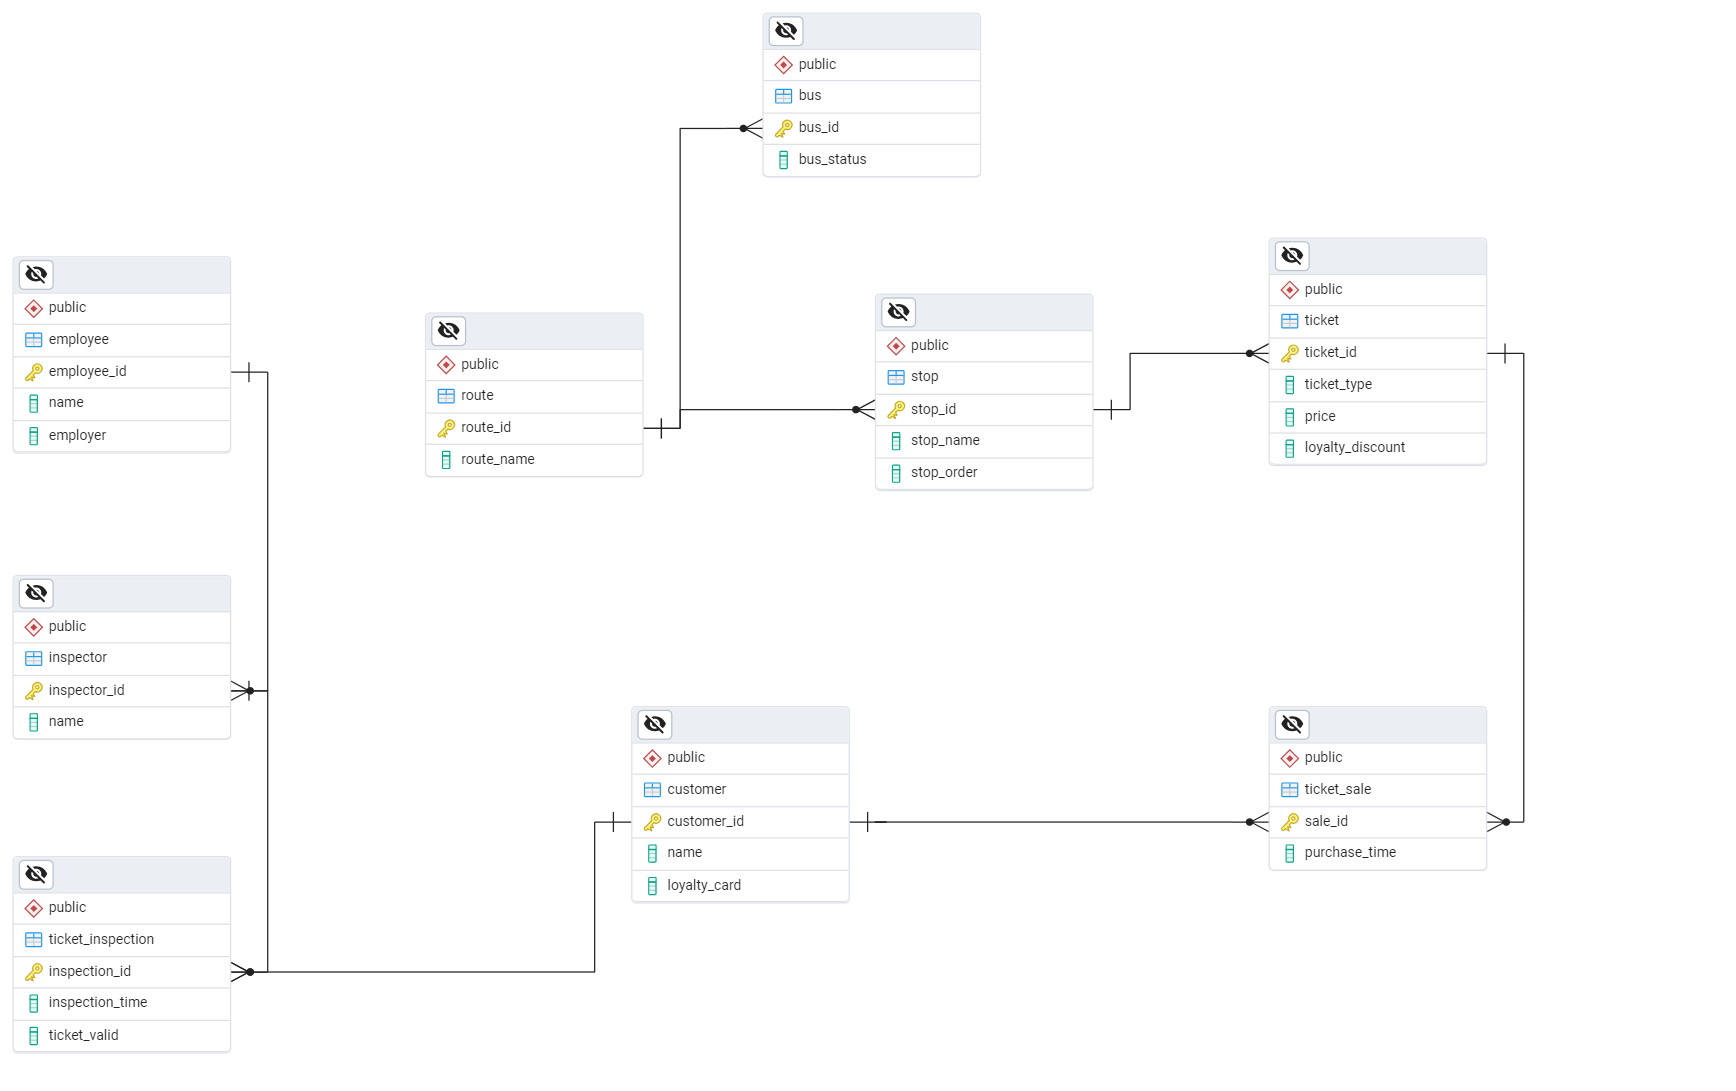 public
bus
bus_id
bus_status
public
employee
employee_id
name
employer
public
route
route_id
route_name
public
stop
stop_id
stop_name
stop_order
public
ticket
ticket_id
ticket_type
price
loyalty_discount
public
inspector
inspector_id
name
public
customer
customer_id
name
loyalty_card
public
ticket_sale
sale_id
purchase_time
public
ticket_inspection
inspection_id
inspection_time
ticket_valid